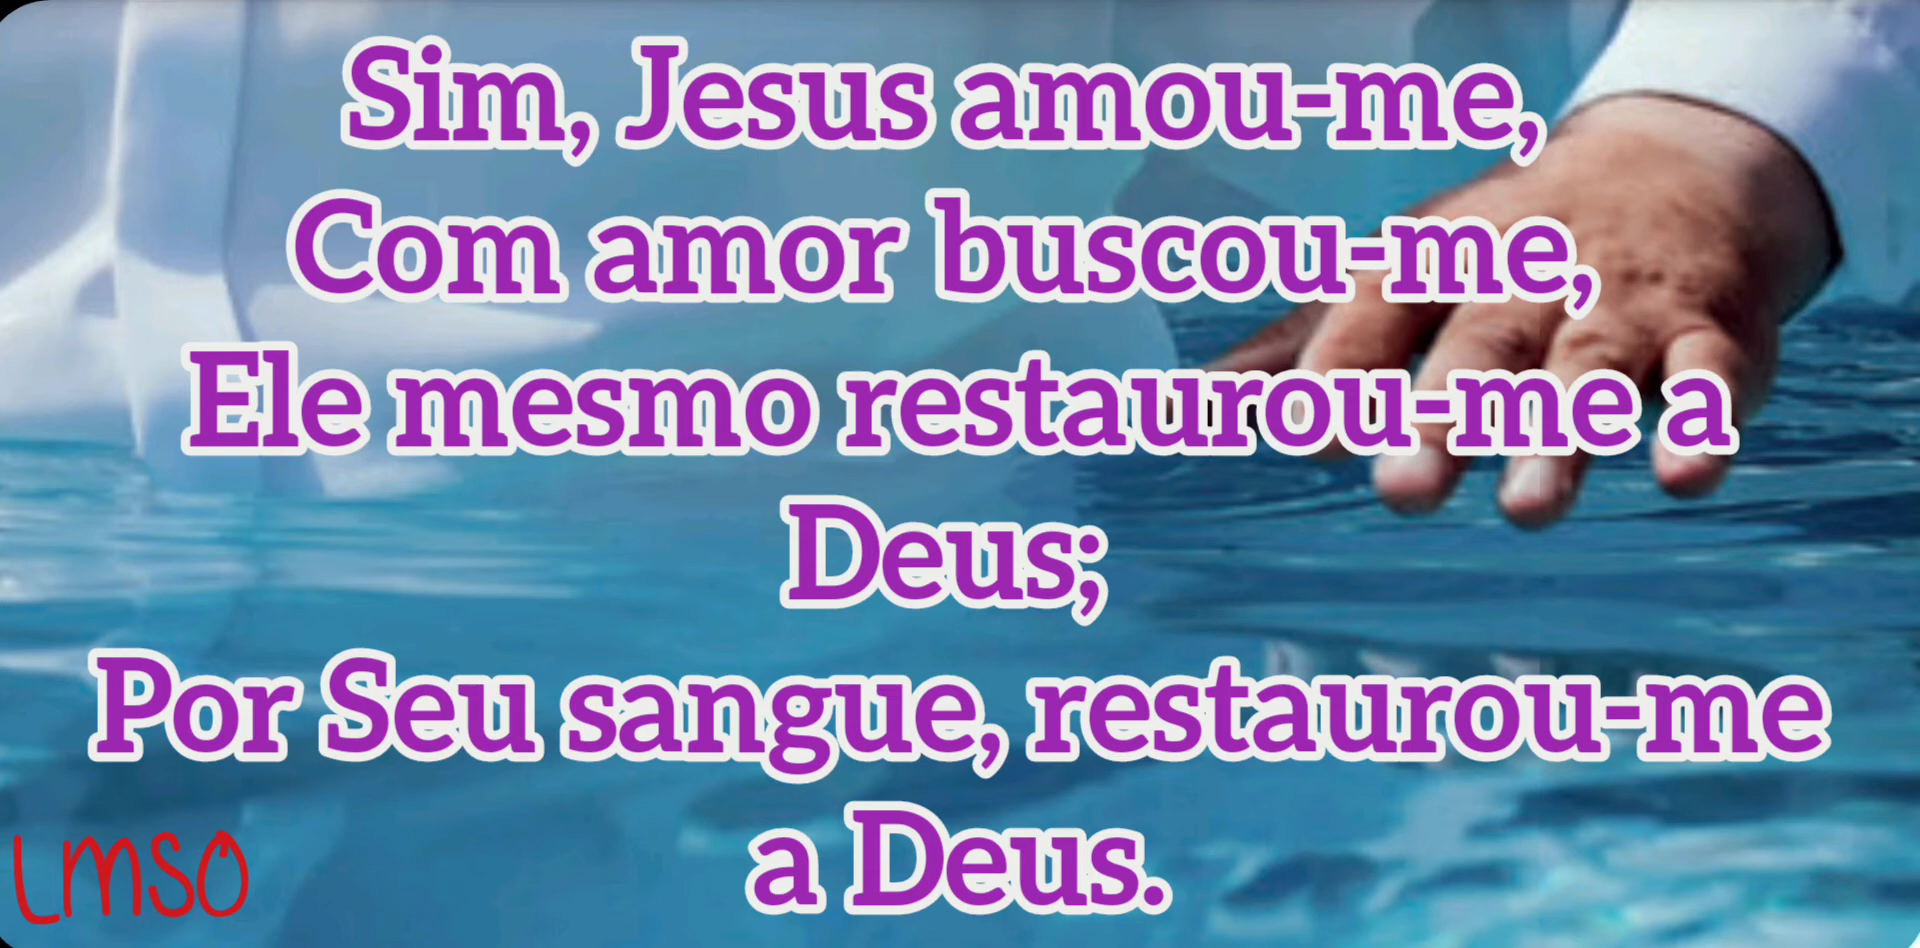 Sim, Jesus amou-me,
Com amor buscou-me,
Ele mesmo restaurou-me a
Deus;
Por Seu sangue, restaurou-me
a Deus.
LMSO